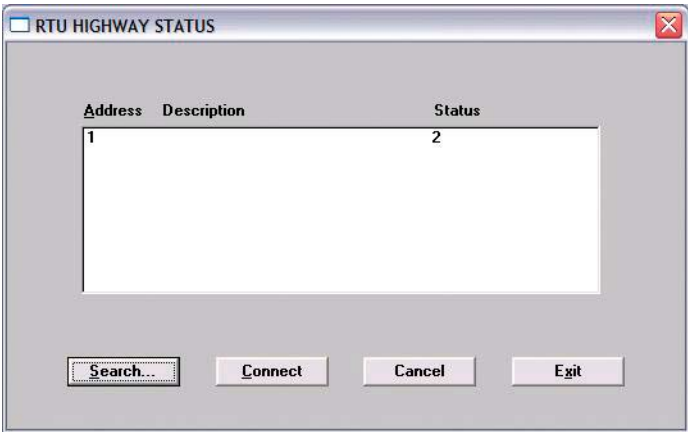 RTU HIGHWAY STATUS
Address Description Status
1 2
Search... Connect Cancel Exit